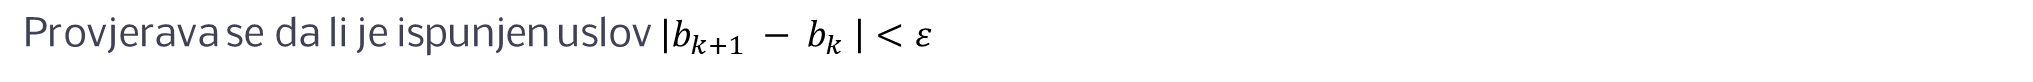 Provjerava se da li je ispunjen uslov |b_{k+1} − b_k| < ε